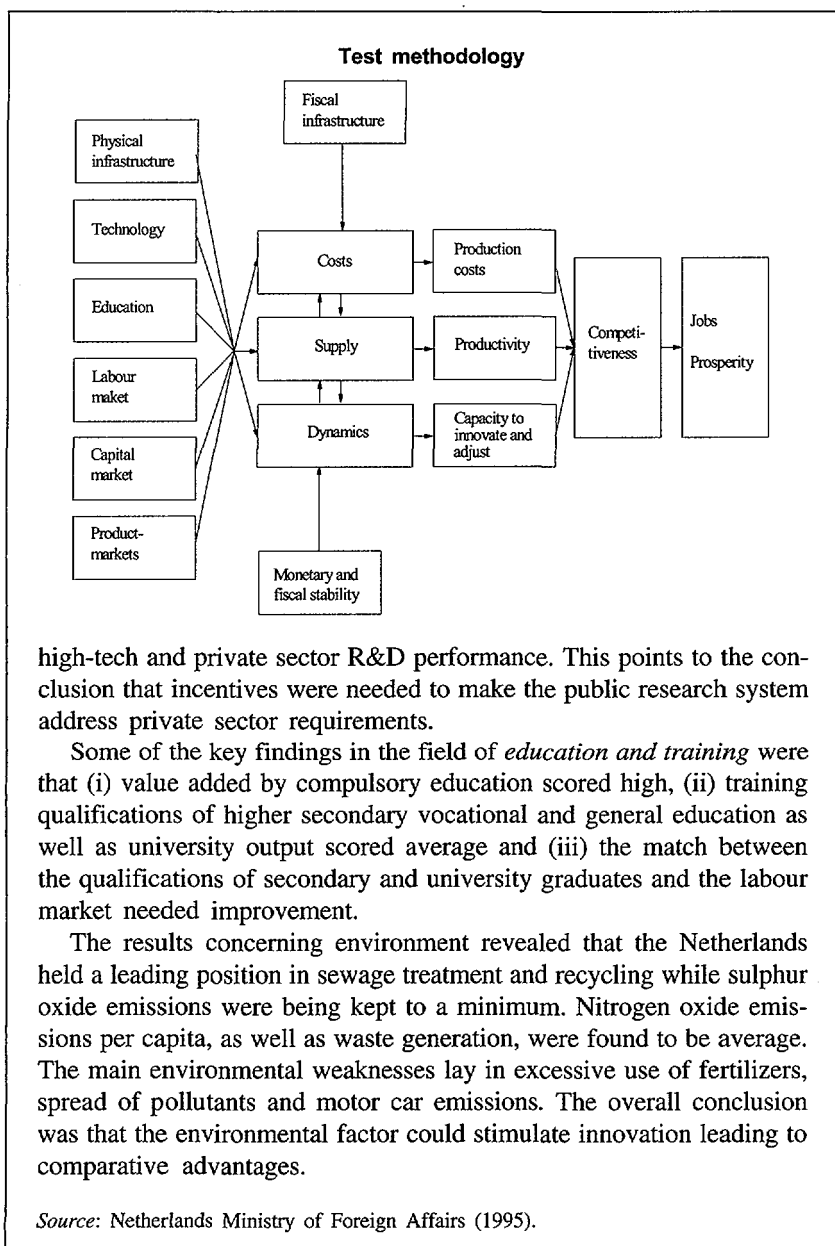 Test methodology
Fiscal
infrastructure
Physical
infrastructure
Technology
Education
Labour
maket
Capital
market
Product-
markets
Costs
Supply
Dynamics
Monetary and
fiscal stability
Production
costs
Productivity
Capacity to
innovate and
adjust
Competi-
tiveness
Jobs
Prosperity
high-tech and private sector R&D performance. This points to the con-
clusion that incentives were needed to make the public research system
address private sector requirements.
Some of the key findings in the field of education and training were
that (i) value added by compulsory education scored high, (ii) training
qualifications of higher secondary vocational and general education as
well as university output scored average and (iii) the match between
the qualifications of secondary and university graduates and the labour
market needed improvement.
The results concerning environment revealed that the Netherlands
held a leading position in sewage treatment and recycling while sulphur
oxide emissions were being kept to a minimum. Nitrogen oxide emis-
sions per capita, as well as waste generation, were found to be average.
The main environmental weaknesses lay in excessive use of fertilizers,
spread of pollutants and motor car emissions. The overall conclusion
was that the environmental factor could stimulate innovation leading to
comparative advantages.
Source: Netherlands Ministry of Foreign Affairs (1995).